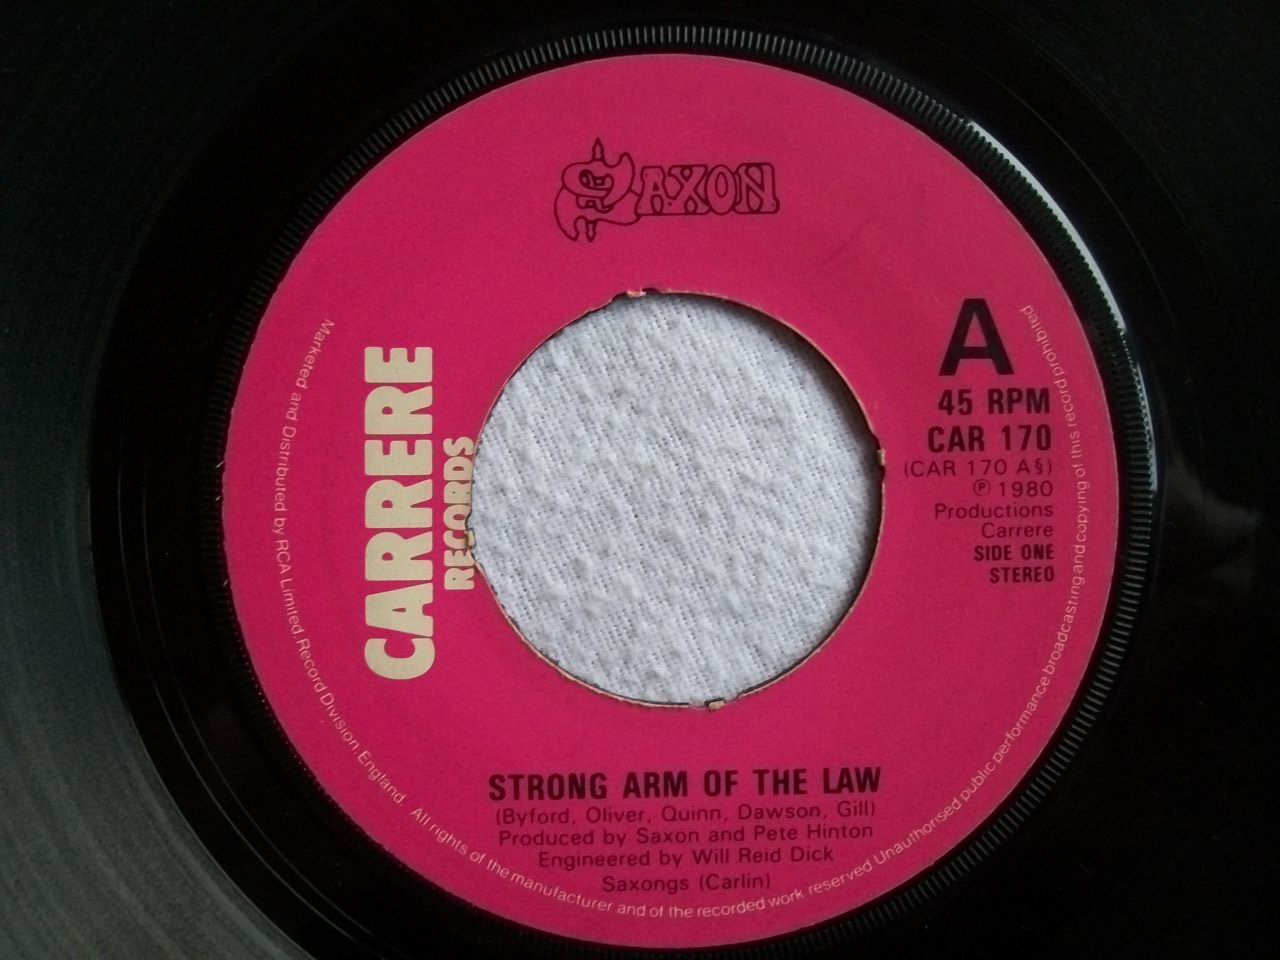 SAXON
CARRERE
RECORDS
A
45 RPM
CAR 170
(CAR 170 A§)
℗ 1980
Productions
Carrere
SIDE ONE
STEREO
STRONG ARM OF THE LAW
(Byford, Oliver, Quinn, Dawson, Gill)
Produced by Saxon and Pete Hinton
Engineered by Will Reid Dick
Saxongs (Carlin)
Marketed and Distributed by RCA Limited Record Division England. All rights of the manufacturer and of the recorded work reserved Unauthorised public performance broadcasting and copying of this record prohibited